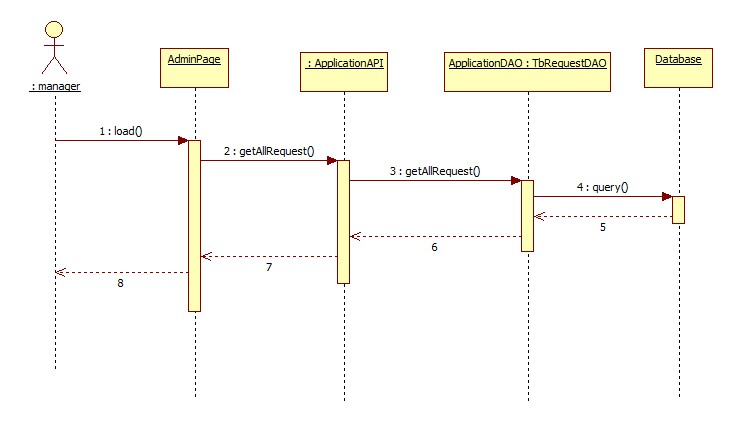 AdminPage
: ApplicationAPI
ApplicationDAO : TbRequestDAO
Database
: manager
1 : load()
2 : getAllRequest()
3 : getAllRequest()
4 : query()
5
6
7
8